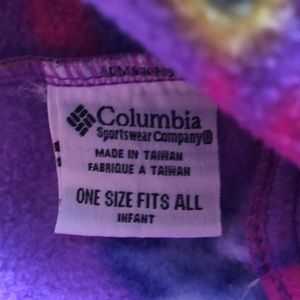 Columbia
Sportswear Company®
MADE IN TAIWAN
FABRIQUE À TAIWAN
ONE SIZE FITS ALL
INFANT